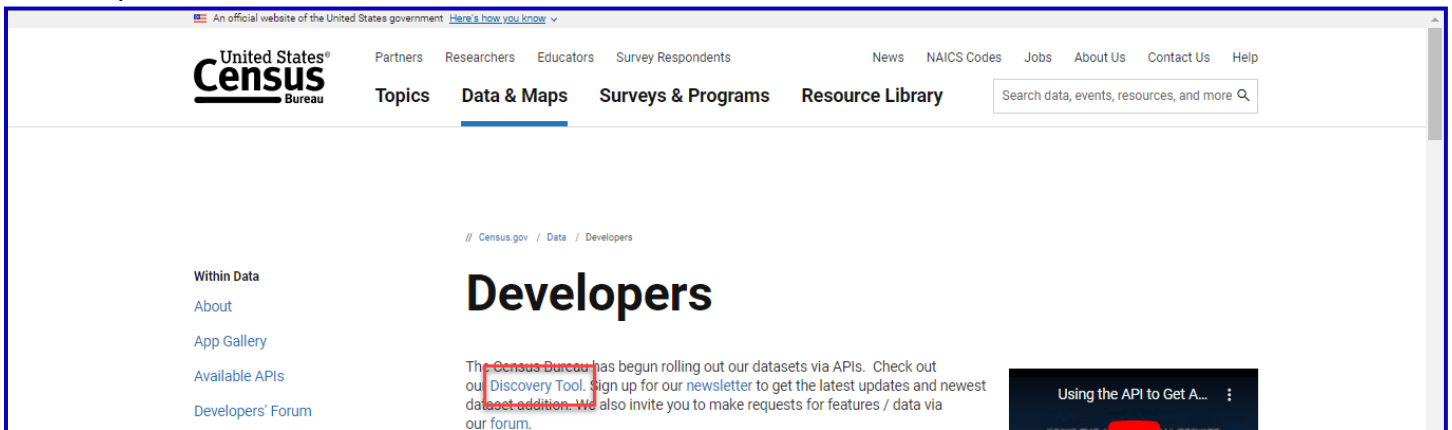 An official website of the United States government Here's how you know
United States®
Census
Bureau
Partners Researchers Educators Survey Respondents News NAICS Codes Jobs About Us Contact Us Help
Topics Data & Maps Surveys & Programs Resource Library Search data, events, resources, and more
// Census.gov / Data / Developers
Within Data
About
App Gallery
Available APIs
Developers' Forum
Developers
The Census Bureau has begun rolling out our datasets via APIs. Check out
our Discovery Tool. Sign up for our newsletter to get the latest updates and newest
dataset addition. We also invite you to make requests for features / data via
our forum.
Using the API to Get A...